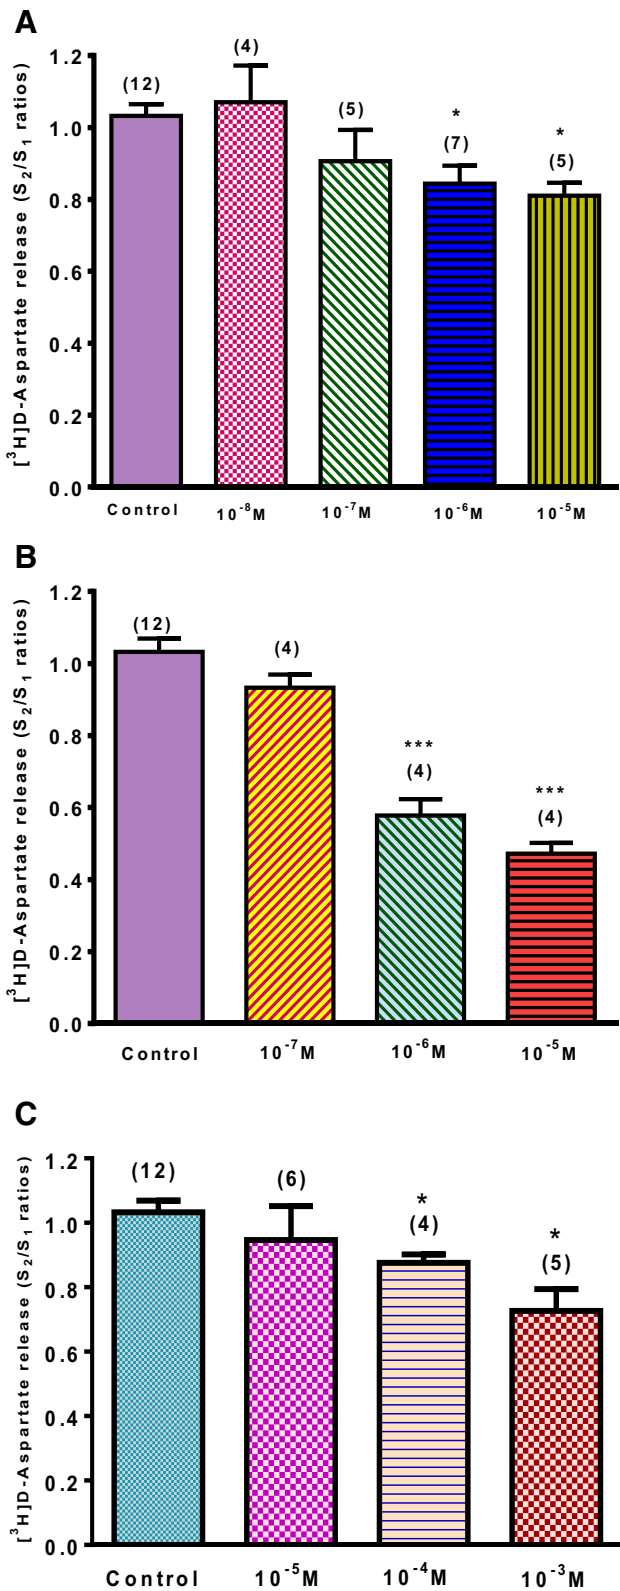 A
[³H]D-Aspartate release (S₂/S₁ ratios)
1.2
1.0
0.8
0.6
0.4
0.2
0.0
(12)
(4)
(5)
*
(7)
*
(5)
Control
10⁻⁸M
10⁻⁷M
10⁻⁶M
10⁻⁵M
B
[³H]D-Aspartate release (S₂/S₁ ratios)
1.2
1.0
0.8
0.6
0.4
0.2
0.0
(12)
(4)
***
(4)
***
(4)
Control
10⁻⁷M
10⁻⁶M
10⁻⁵M
C
[³H]D-Aspartate release (S₂/S₁ ratios)
1.2
1.0
0.8
0.6
0.4
0.2
0.0
(12)
(6)
*
(4)
*
(5)
Control
10⁻⁵M
10⁻⁴M
10⁻³M